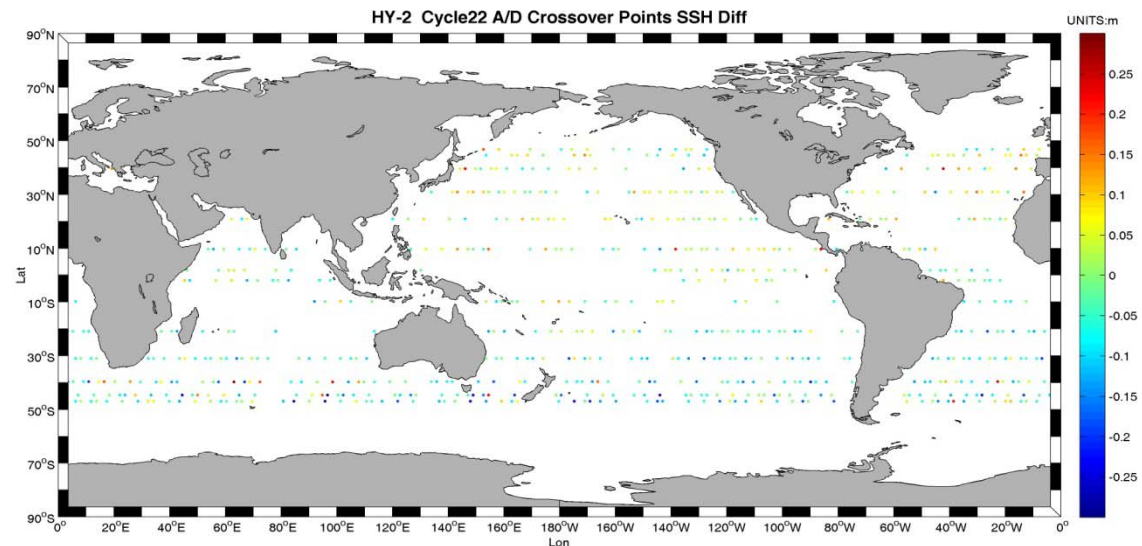 HY-2 Cycle22 A/D Crossover Points SSH Diff
UNITS:m
90°N
70°N
50°N
30°N
10°N
10°S
30°S
50°S
70°S
90°S
Lat
0°
20°E
40°E
60°E
80°E
100°E
120°E
140°E
160°E
180°E
160°W
140°W
120°W
100°W
80°W
60°W
40°W
20°W
0°
Lon
0.25
0.2
0.15
0.1
0.05
0
-0.05
-0.1
-0.15
-0.2
-0.25